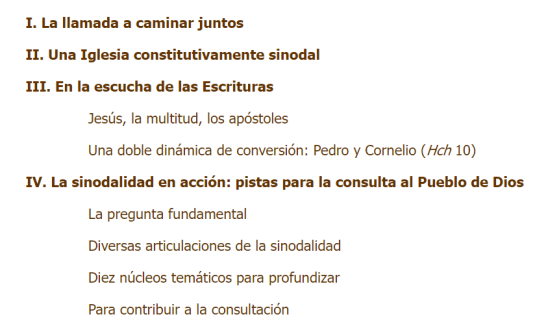 I. La llamada a caminar juntos
II. Una Iglesia constitutivamente sinodal
III. En la escucha de las Escrituras
Jesús, la multitud, los apóstoles
Una doble dinámica de conversión: Pedro y Cornelio (Hch 10)
IV. La sinodalidad en acción: pistas para la consulta al Pueblo de Dios
La pregunta fundamental
Diversas articulaciones de la sinodalidad
Diez núcleos temáticos para profundizar
Para contribuir a la consultación